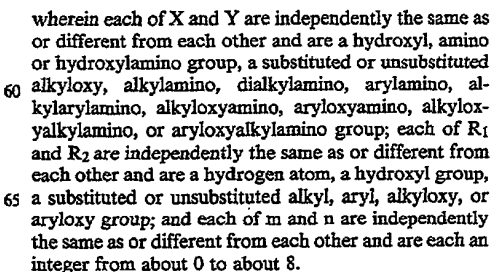 wherein each of X and Y are independently the same as
or different from each other and are a hydroxyl, amino
or hydroxylamino group, a substituted or unsubstituted
60 alkyloxy, alkylamino, dialkylamino, arylamino, al-
kylarylamino, alkyloxyamino, aryloxyamino, alkylox-
yalkylamino, or aryloxyalkylamino group; each of R1
and R2 are independently the same as or different from
each other and are a hydrogen atom, a hydroxyl group,
65 a substituted or unsubstituted alkyl, aryl, alkyloxy, or
aryloxy group; and each of m and n are independently
the same as or different from each other and are each an
integer from about 0 to about 8.